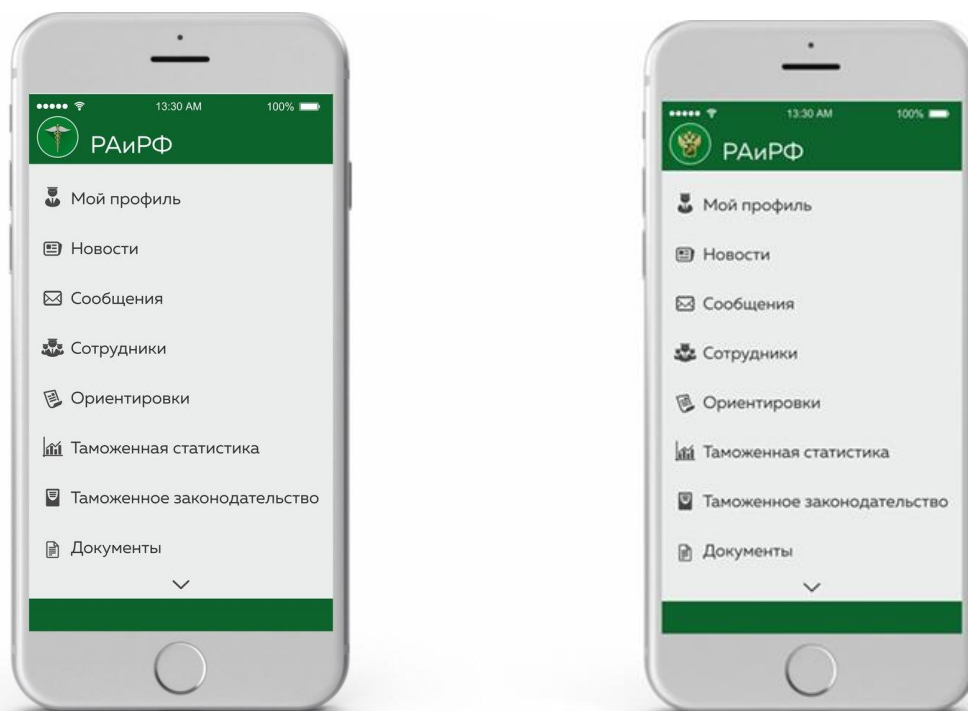 13:30 AM 100%
РАиРФ
Мой профиль
Новости
Сообщения
Сотрудники
Ориентировки
Таможенная статистика
Таможенное законодательство
Документы
13:30 AM 100%
РАиРФ
Мой профиль
Новости
Сообщения
Сотрудники
Ориентировки
Таможенная статистика
Таможенное законодательство
Документы